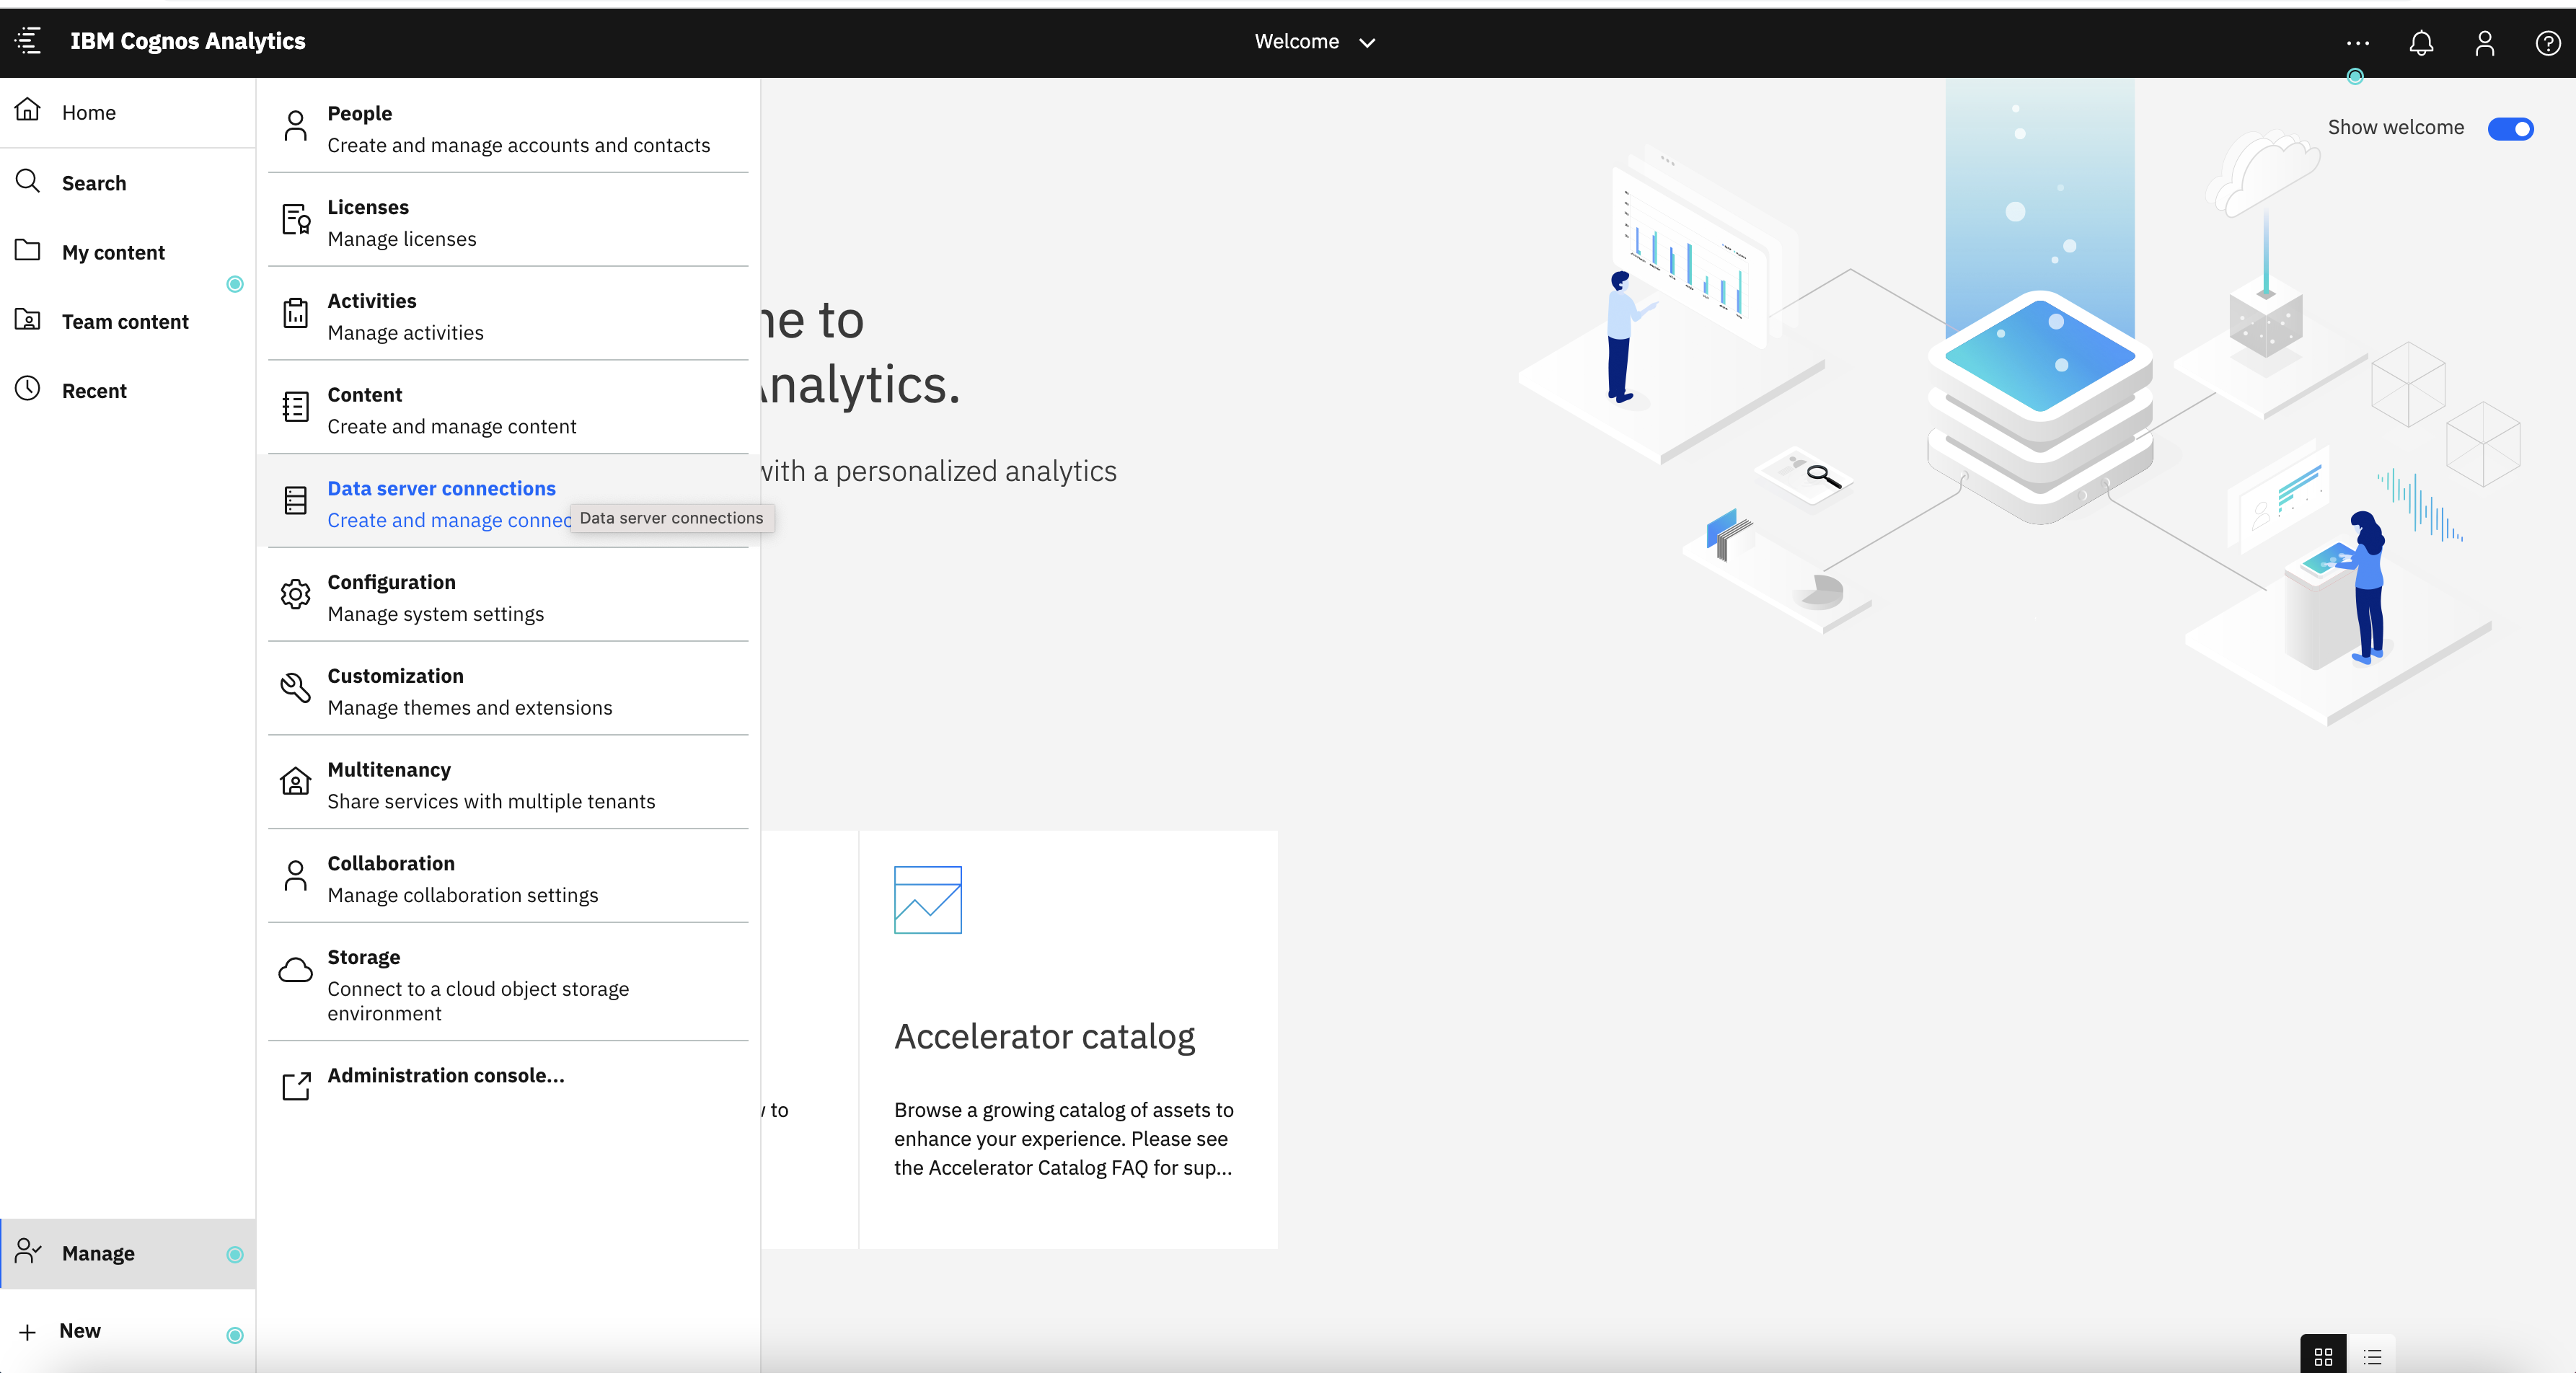 IBM Cognos Analytics
Welcome
Home
Search
My content
Team content
Recent
Manage
New
People
Create and manage accounts and contacts
Licenses
Manage licenses
Activities
Manage activities
Content
Create and manage content
Data server connections
Create and manage connec
Data server connections
Configuration
Manage system settings
Customization
Manage themes and extensions
Multitenancy
Share services with multiple tenants
Collaboration
Manage collaboration settings
Storage
Connect to a cloud object storage
environment
Administration console...
Show welcome
ne to
Analytics.
with a personalized analytics
to
Accelerator catalog
Browse a growing catalog of assets to
enhance your experience. Please see
the Accelerator Catalog FAQ for sup...